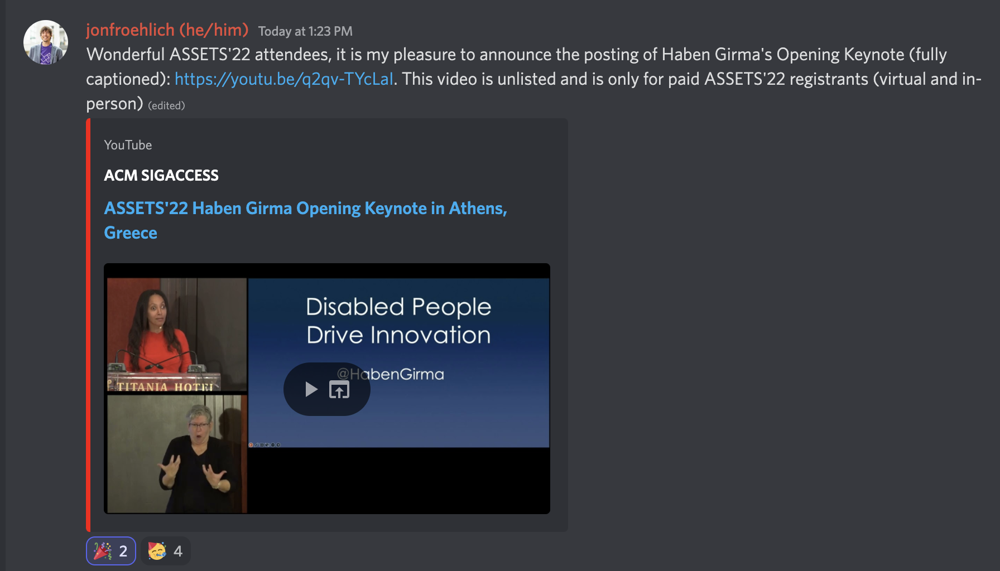 jonfroehlich (he/him) Today at 1:23 PM
Wonderful ASSETS'22 attendees, it is my pleasure to announce the posting of Haben Girma's Opening Keynote (fully
captioned): https://youtu.be/q2qv-TYcLaI. This video is unlisted and is only for paid ASSETS'22 registrants (virtual and in-
person) (edited)
YouTube
ACM SIGACCESS
ASSETS'22 Haben Girma Opening Keynote in Athens,
Greece
Disabled People
Drive Innovation
@HabenGirma
TITANIA HOTEL
2 4